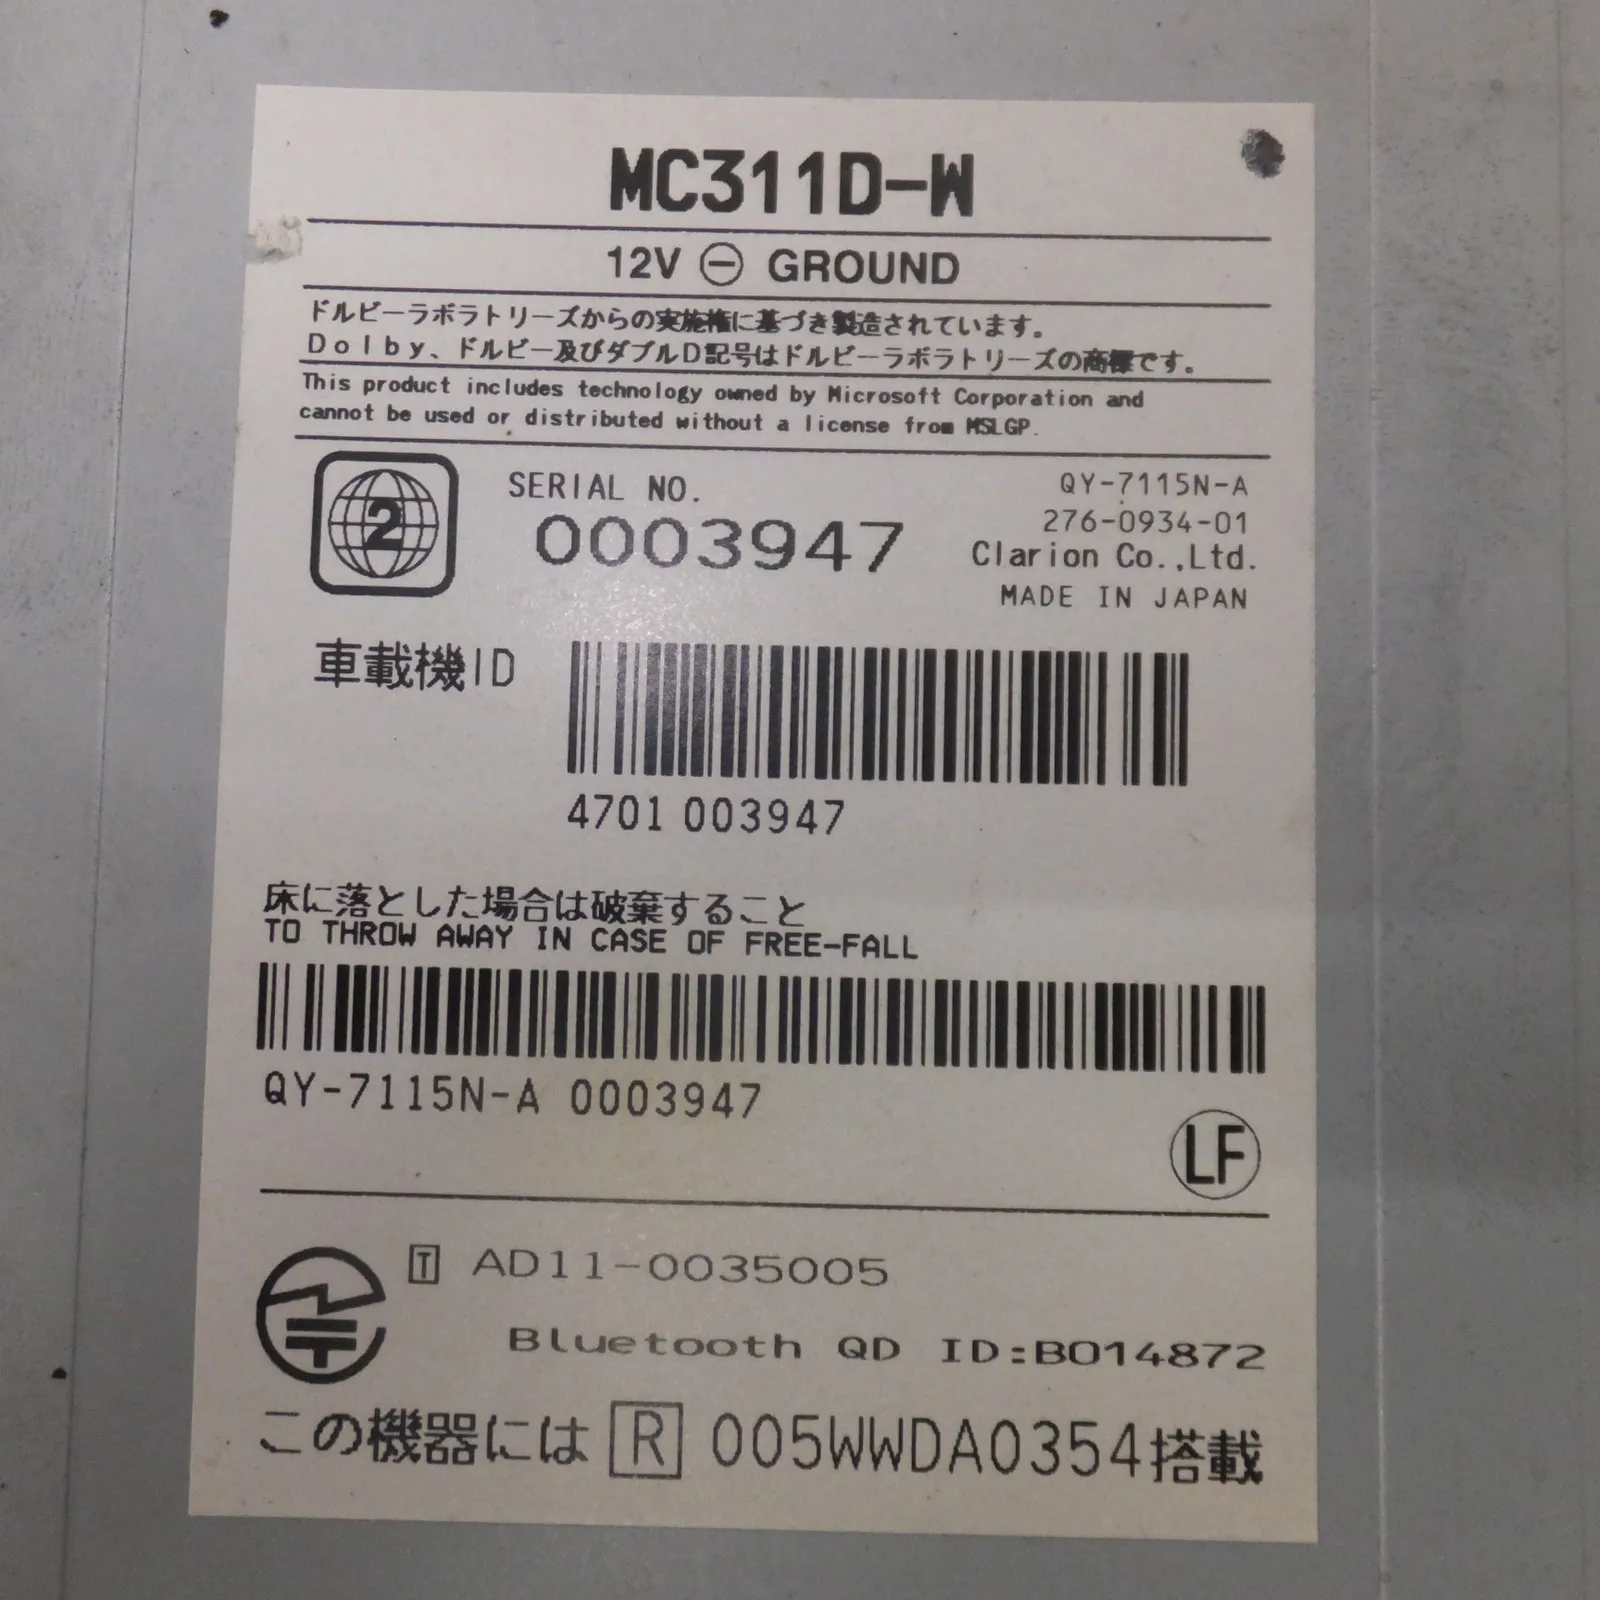 MC311D-W
12V ⊖ GROUND
ドルビーラボラトリーズからの実施権に基づき製造されています。
Dolby、ドルビー及びダブルD記号はドルビーラボラトリーズの商標です。
This product includes technology owned by Microsoft Corporation and
cannot be used or distributed without a license from MSLGP.
2
SERIAL NO.
0003947
QY-7115N-A
276-0934-01
Clarion Co.,Ltd.
MADE IN JAPAN
車載機ID
4701 003947
床に落とした場合は破棄すること
TO THROW AWAY IN CASE OF FREE-FALL
QY-7115N-A 0003947
LF
T AD11-0035005
Bluetooth QD ID:B014872
この機器には R 005WWDA0354搭載